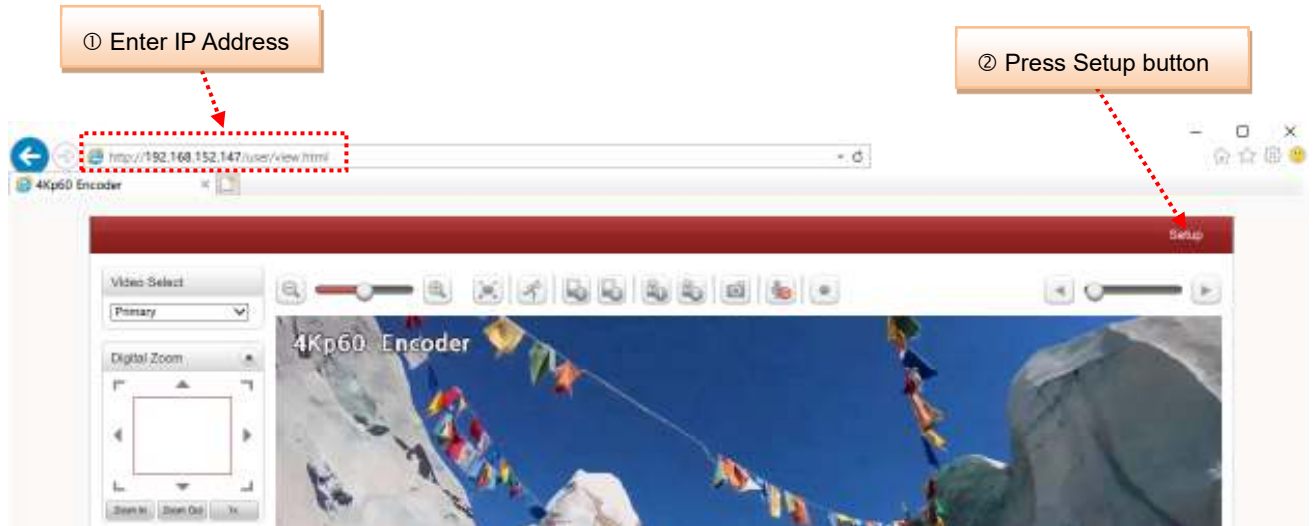 ① Enter IP Address
② Press Setup button
http://192.168.152.147/user/view.html
4Kp60 Encoder
Setup
Video Select
Primary
4Kp60 Encoder
Digital Zoom
Zoom In Zoom Out 1x